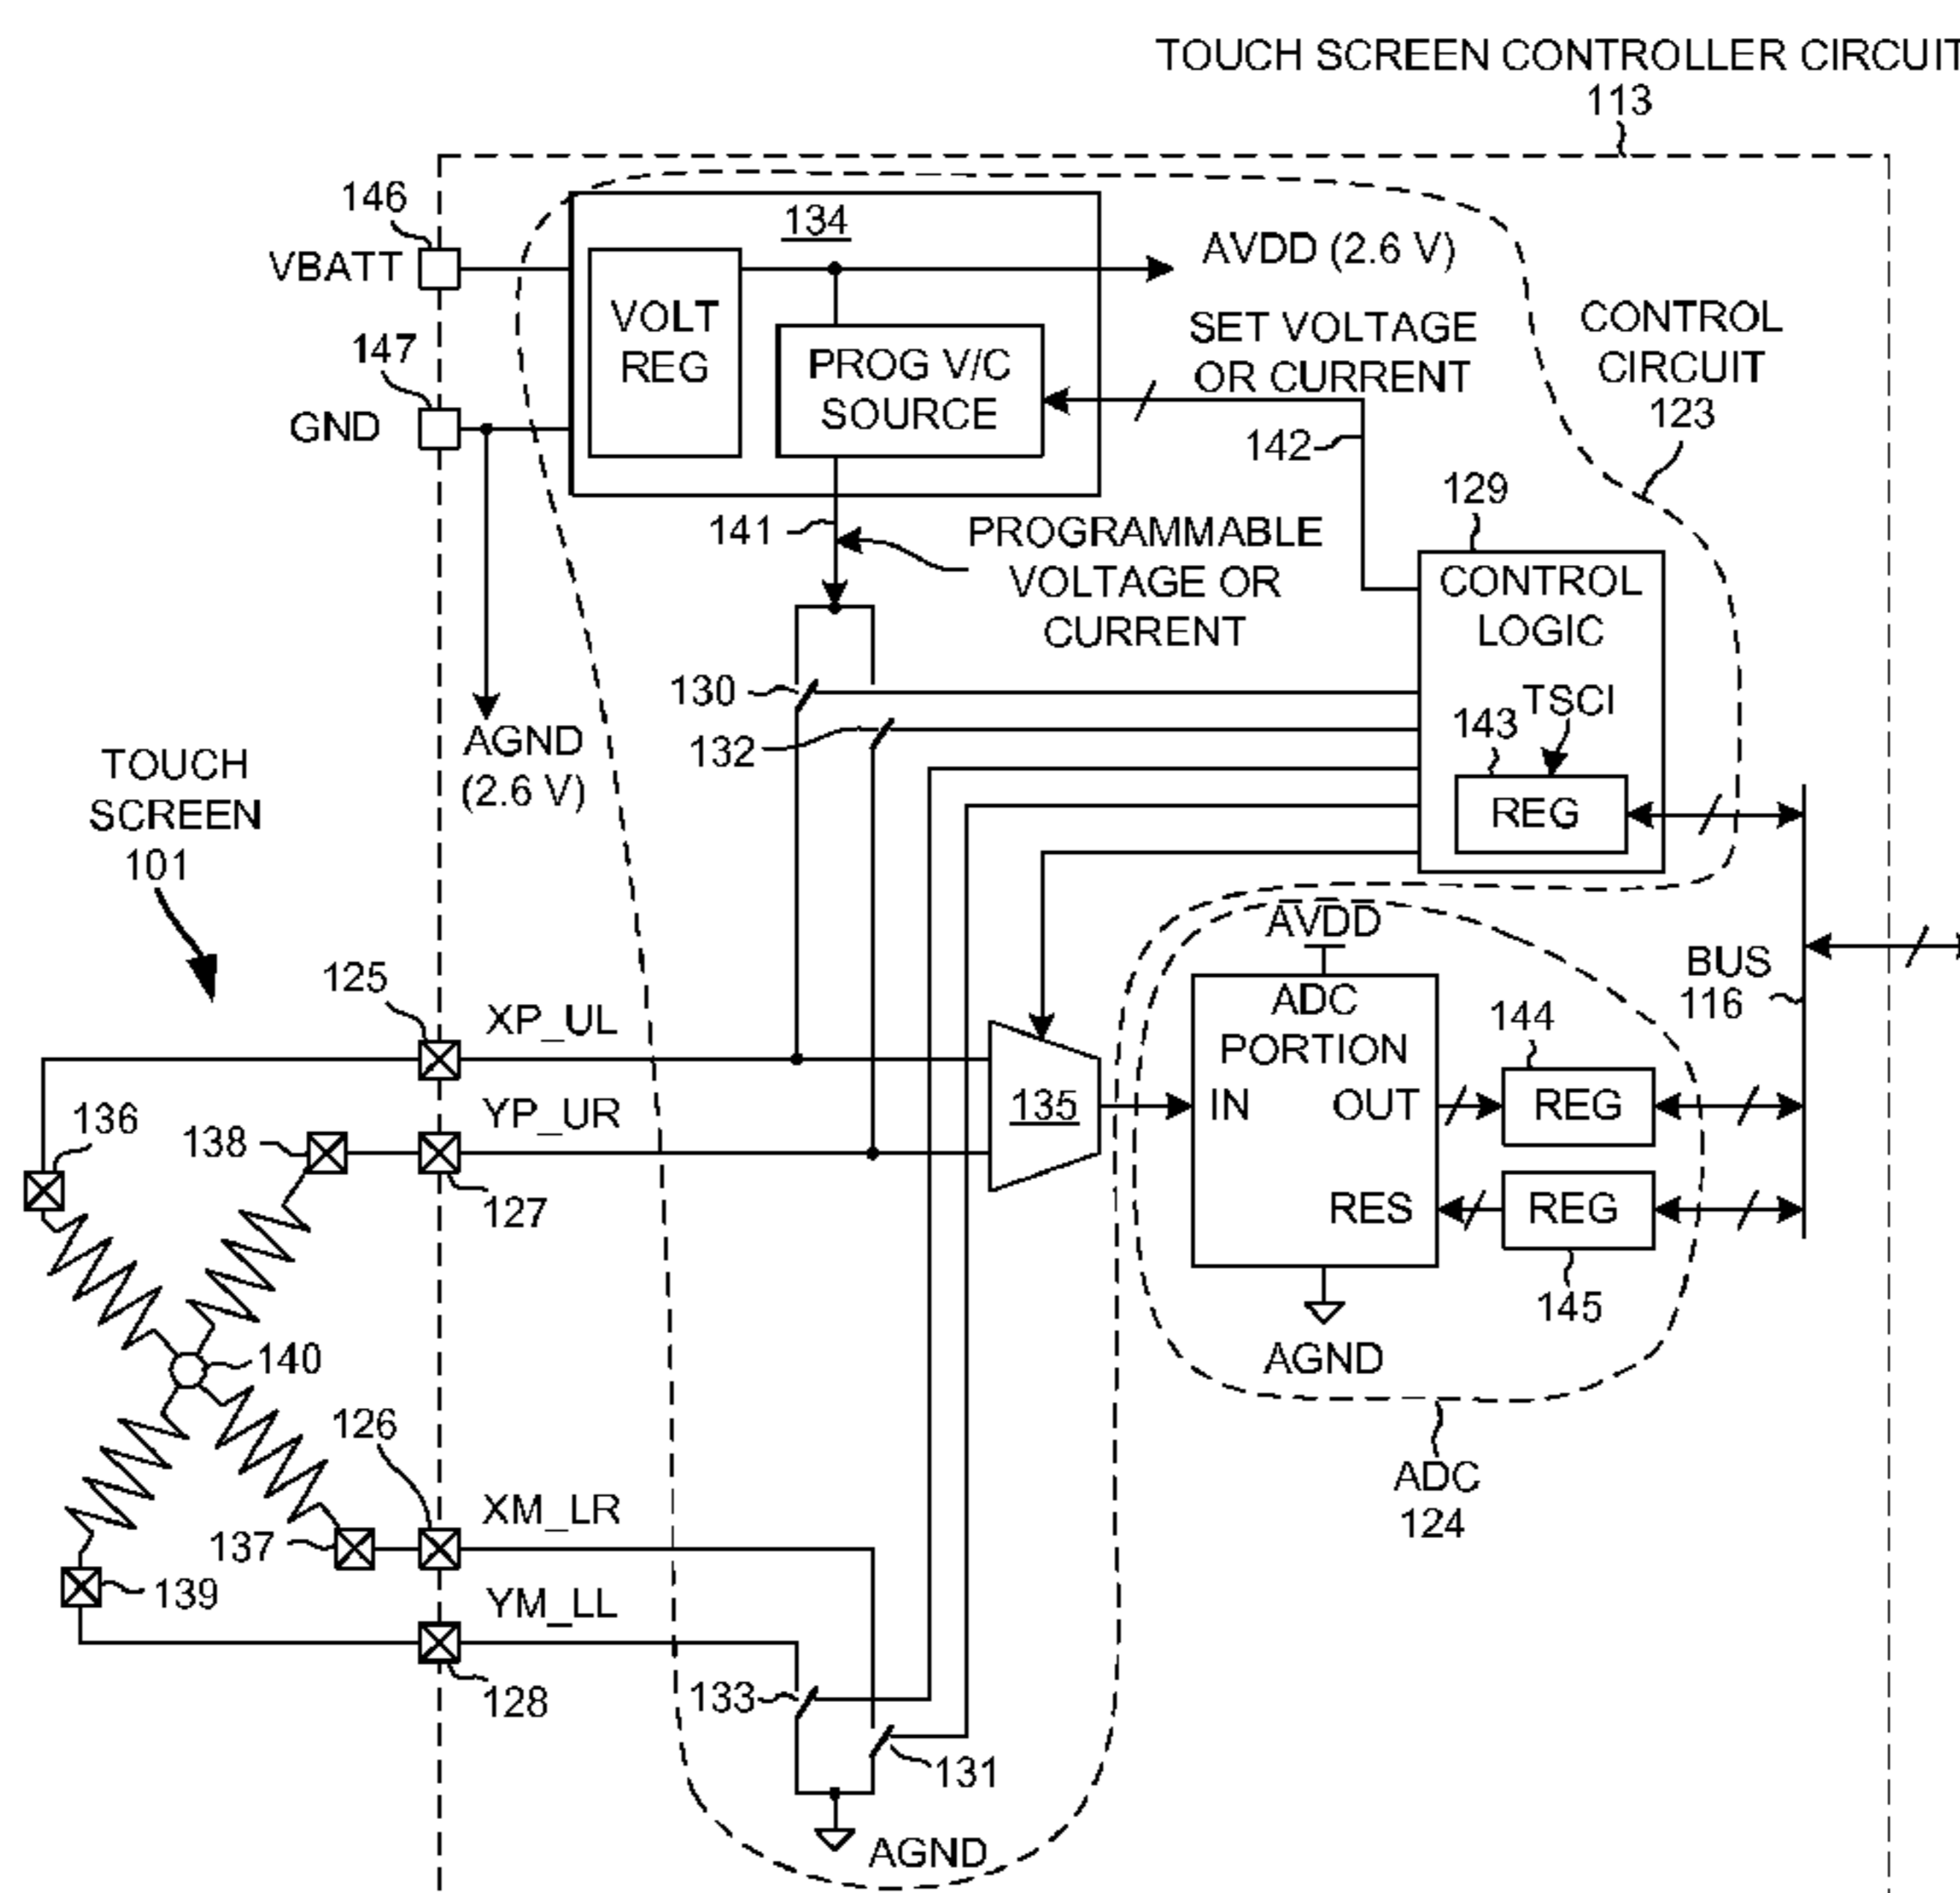 TOUCH SCREEN CONTROLLER CIRCUIT
113
146
VBATT
134
AVDD (2.6 V)
VOLT
REG
PROG V/C
SOURCE
SET VOLTAGE
OR CURRENT
CONTROL
CIRCUIT
123
147
GND
142
129
141
PROGRAMMABLE
VOLTAGE OR
CURRENT
CONTROL
LOGIC
130
132
TSCI
143
REG
AGND
(2.6 V)
TOUCH
SCREEN
101
AVDD
ADC
PORTION
IN
OUT
RES
BUS
116
125
XP_UL
144
REG
135
136
138
YP_UR
127
REG
145
AGND
140
126
XM_LR
137
ADC
124
139
YM_LL
128
133
131
AGND